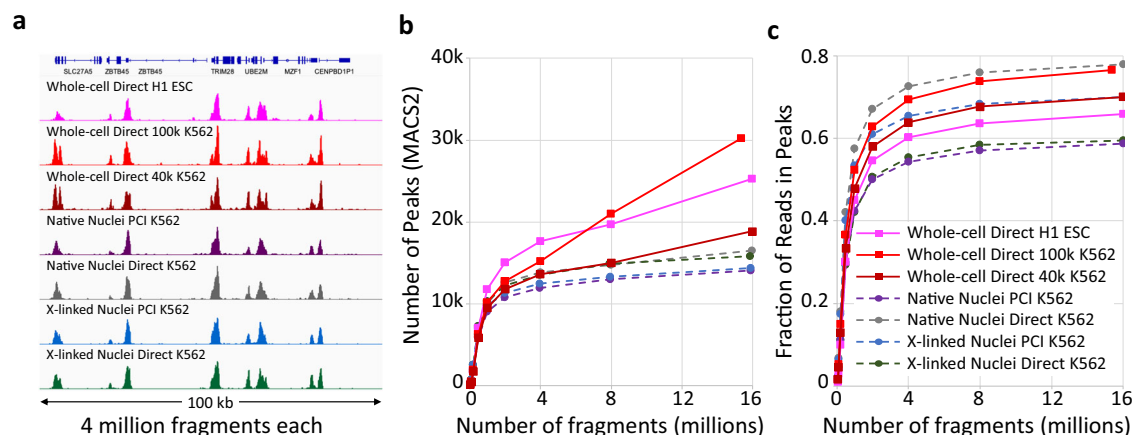 a
SLC27A5 ZBTB45 ZBTB45 TRIM28 UBE2M MZF1 CENPBD1P1
Whole-cell Direct H1 ESC
Whole-cell Direct 100k K562
Whole-cell Direct 40k K562
Native Nuclei PCI K562
Native Nuclei Direct K562
X-linked Nuclei PCI K562
X-linked Nuclei Direct K562
100 kb
4 million fragments each
b
Number of Peaks (MACS2)
40k
30k
20k
10k
0
0 4 8 12 16
Number of fragments (millions)
c
Fraction of Reads in Peaks
0.8
0.6
0.4
0.2
0
Whole-cell Direct H1 ESC
Whole-cell Direct 100k K562
Whole-cell Direct 40k K562
Native Nuclei PCI K562
Native Nuclei Direct K562
X-linked Nuclei PCI K562
X-linked Nuclei Direct K562
0 4 8 12 16
Number of fragments (millions)